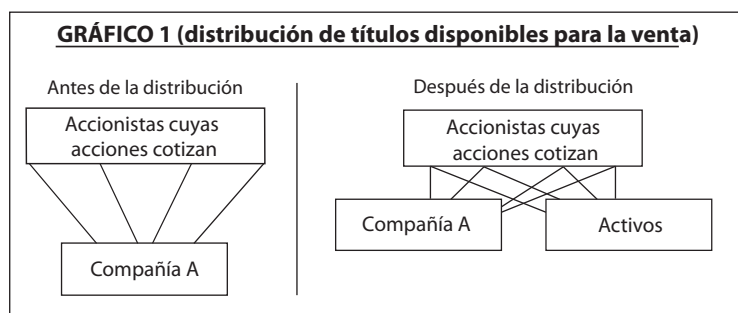 GRÁFICO 1 (distribución de títulos disponibles para la venta)
Antes de la distribución
Accionistas cuyas
acciones cotizan
Compañía A
Después de la distribución
Accionistas cuyas
acciones cotizan
Compañía A
Activos